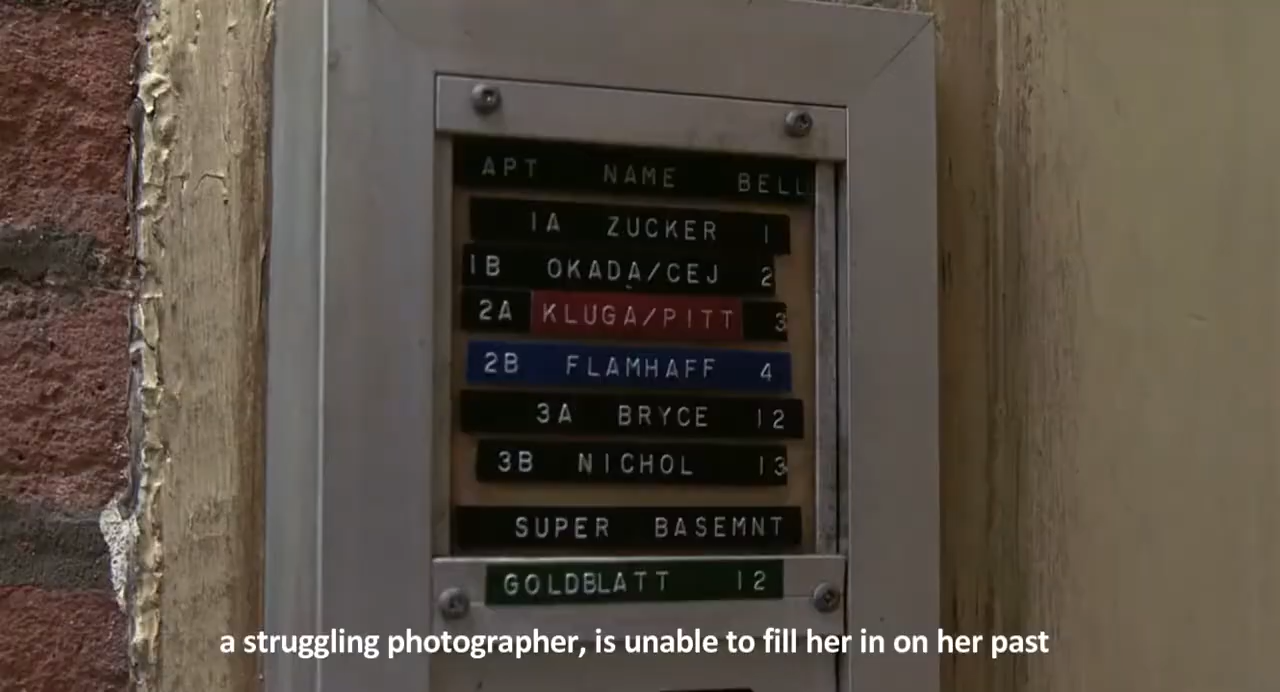 APT NAME BELL
1A ZUCKER 1
1B OKADA/CEJ 2
2A KLUGA/PITT 3
2B FLAMHAFF 4
3A BRYCE 12
3B NICHOL 13
SUPER BASEMNT
GOLDBLATT 12
a struggling photographer, is unable to fill her in on her past